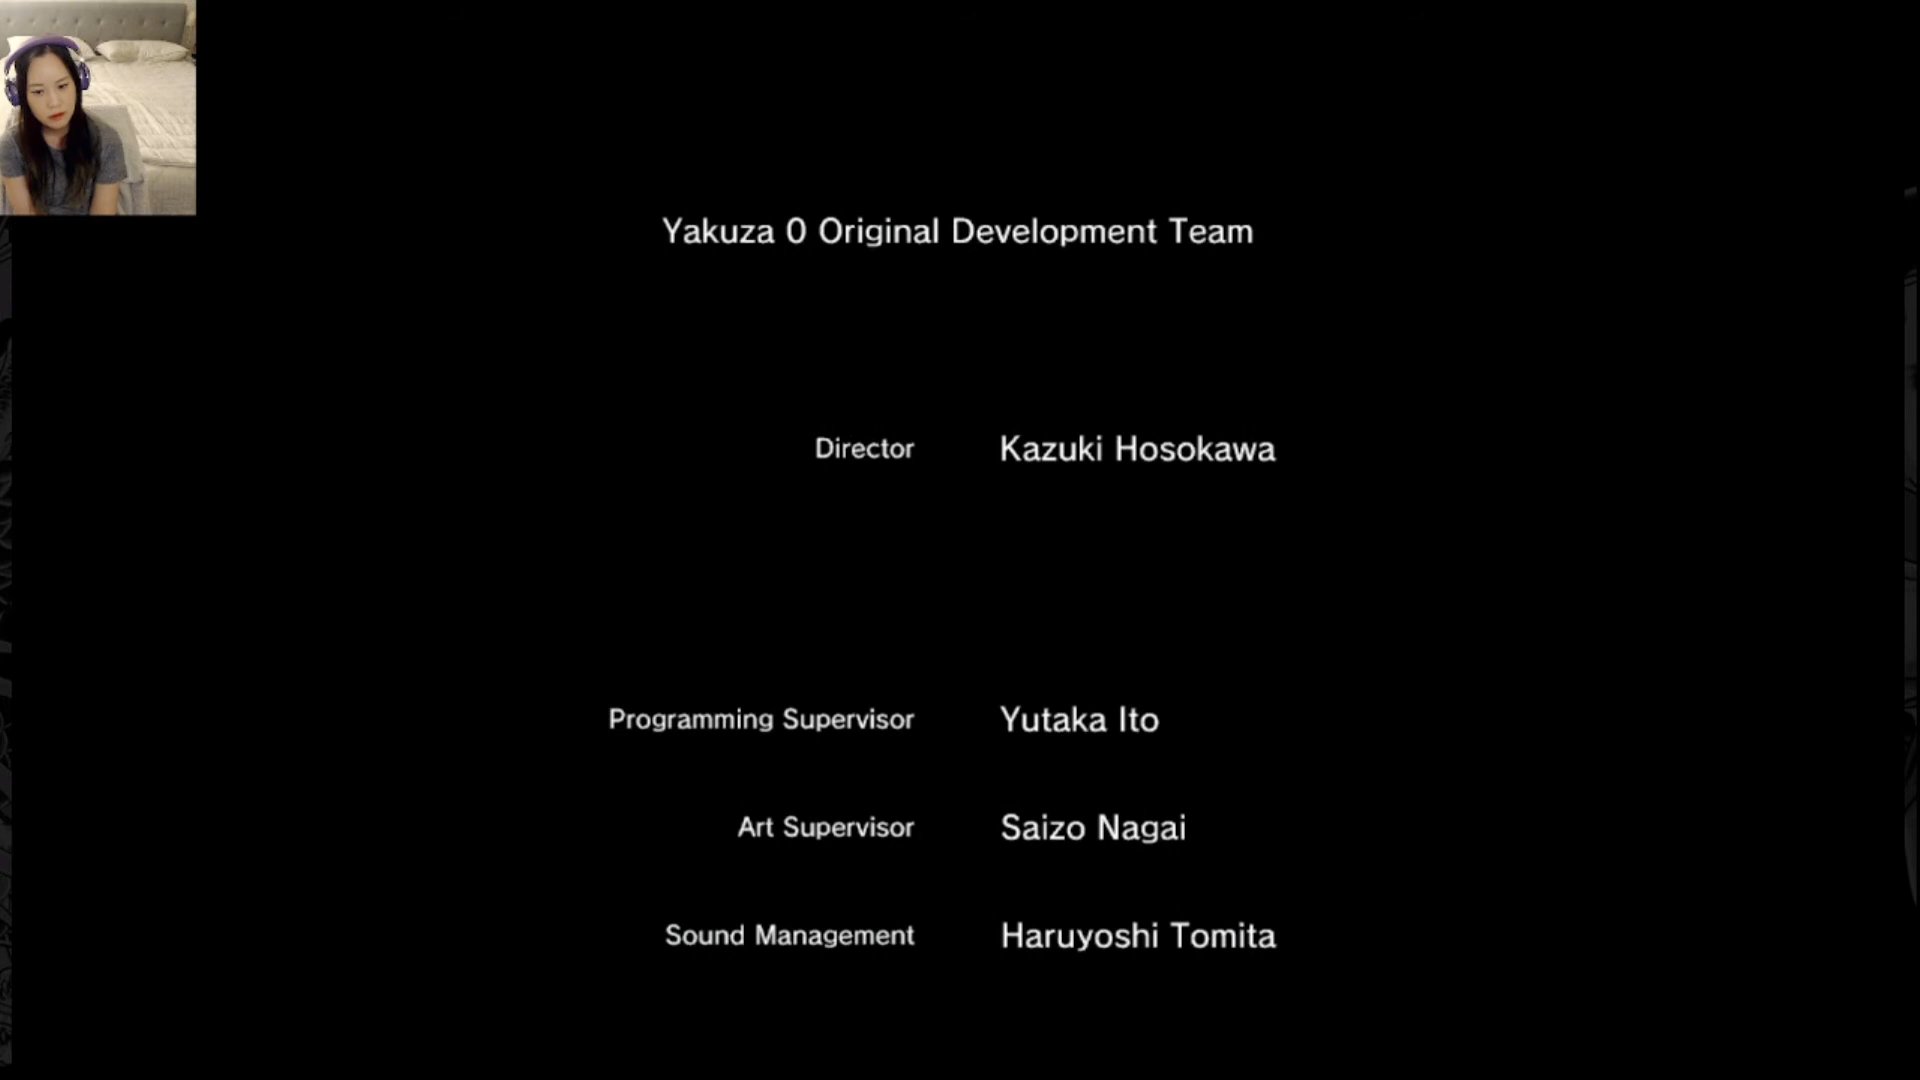 Yakuza 0 Original Development Team
Director Kazuki Hosokawa
Programming Supervisor Yutaka Ito
Art Supervisor Saizo Nagai
Sound Management Haruyoshi Tomita